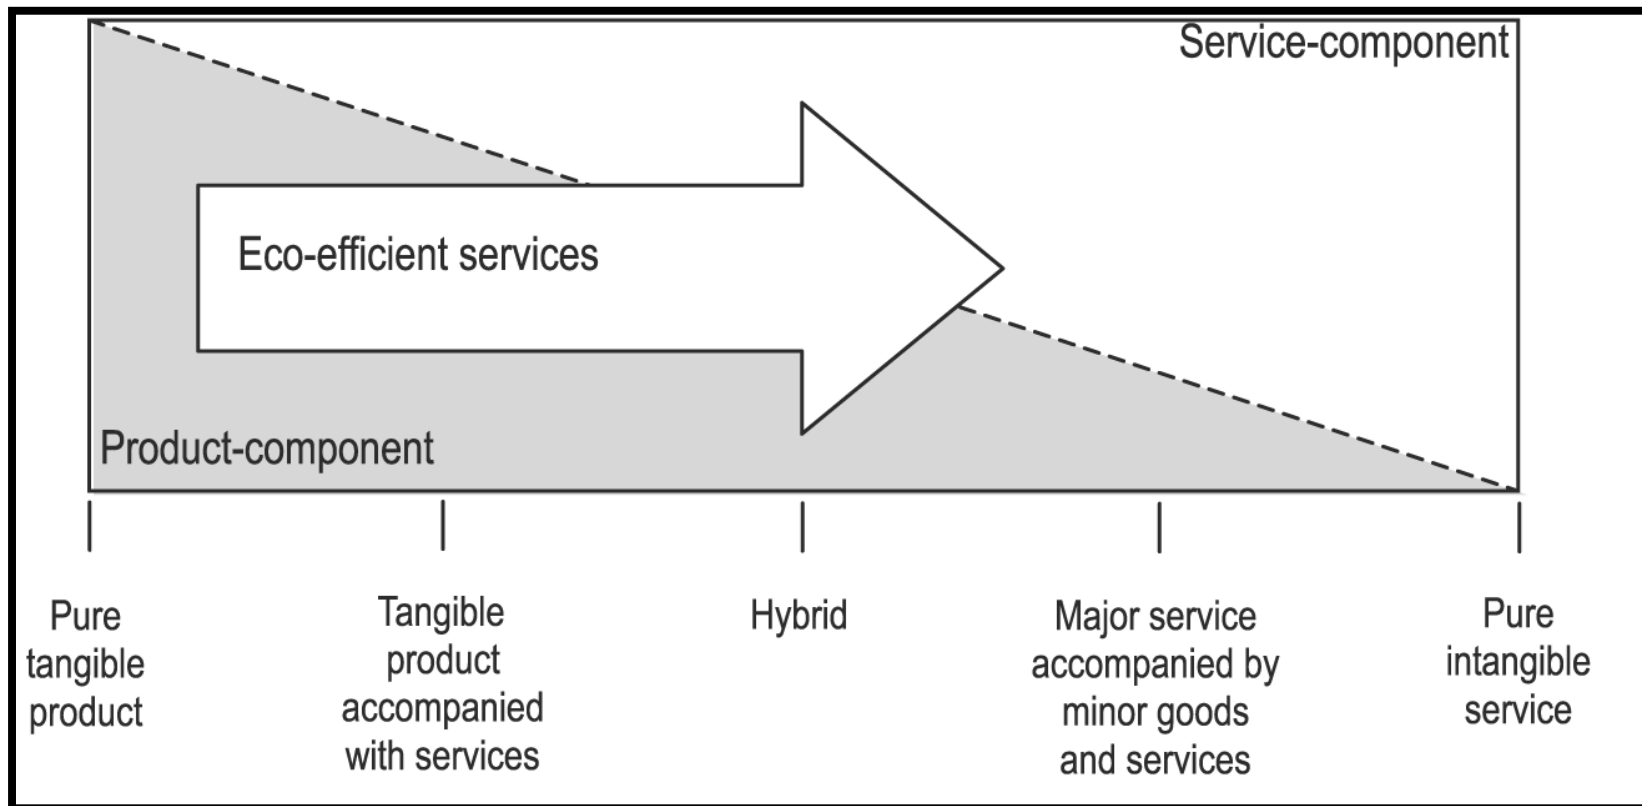 Service-component
Eco-efficient services
Product-component
Pure
tangible
product
Tangible
product
accompanied
with services
Hybrid
Major service
accompanied by
minor goods
and services
Pure
intangible
service